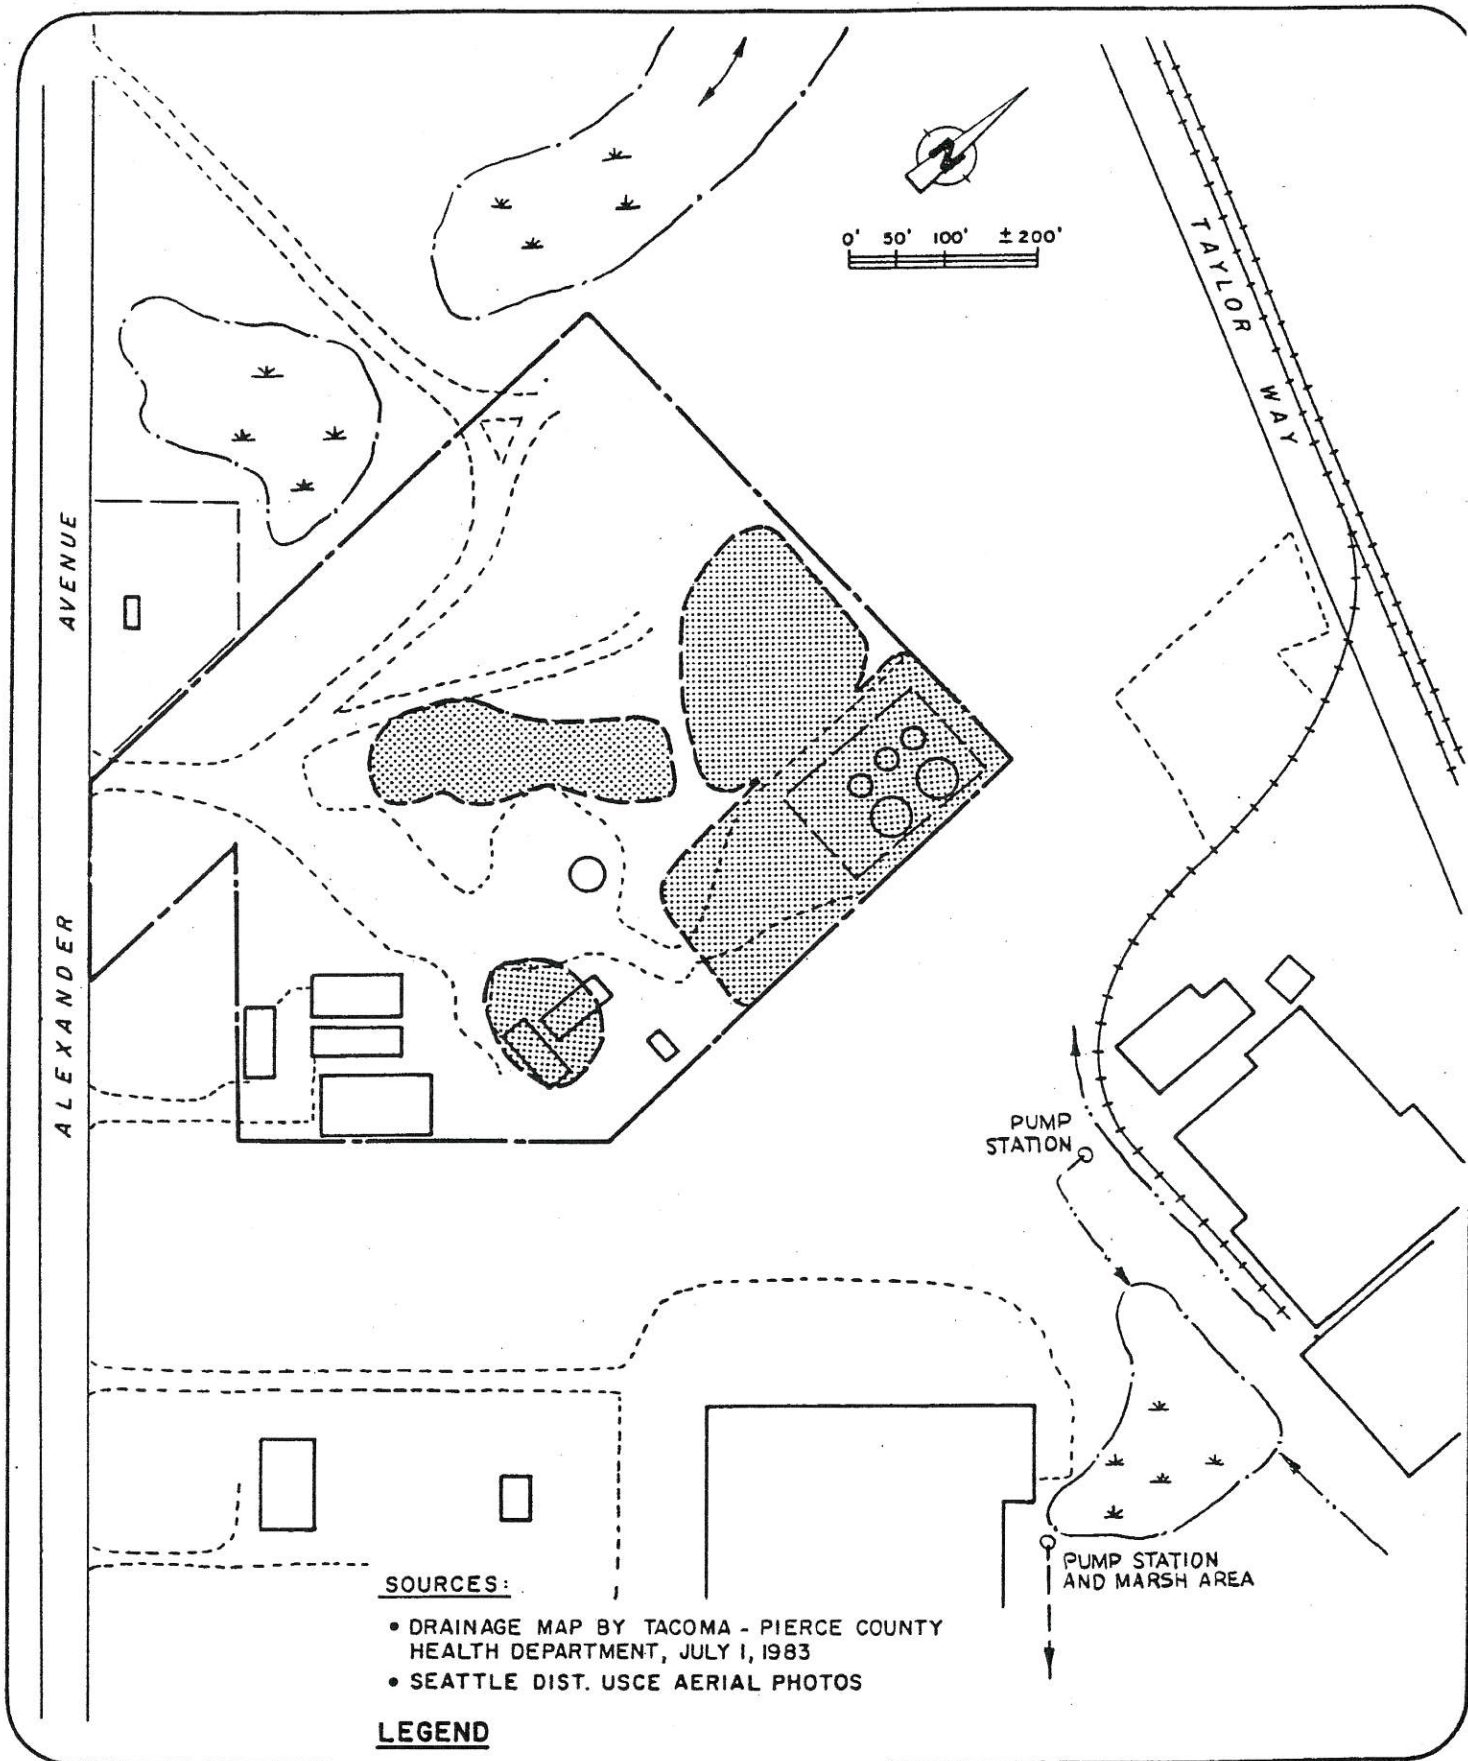 N
0' 50' 100' ± 200'
TAYLOR WAY
ALEXANDER AVENUE
PUMP
STATION
PUMP STATION
AND MARSH AREA
SOURCES:
• DRAINAGE MAP BY TACOMA - PIERCE COUNTY
HEALTH DEPARTMENT, JULY 1, 1983
• SEATTLE DIST. USCE AERIAL PHOTOS
LEGEND